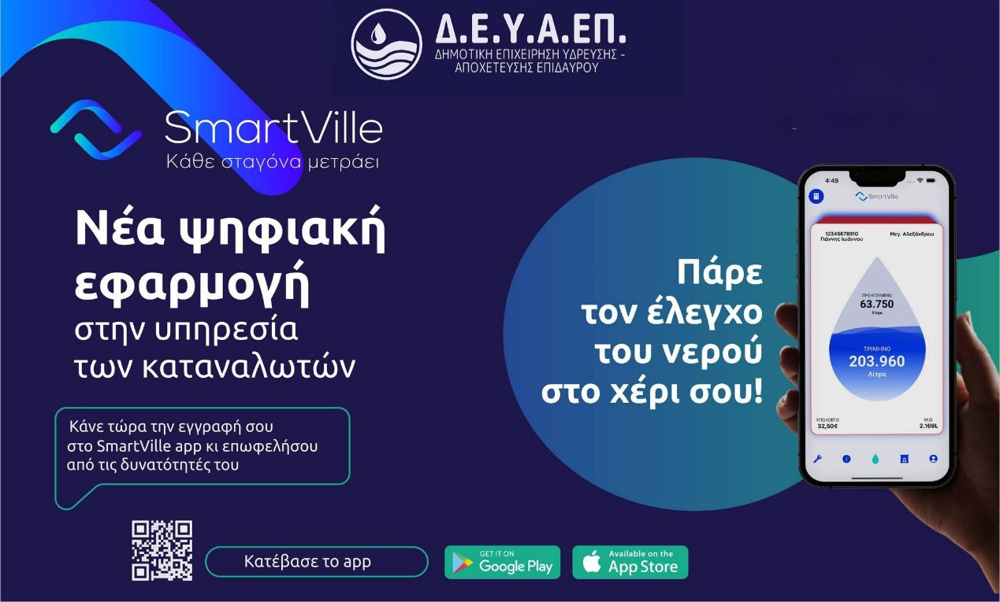 Δ.Ε.Υ.Α.ΕΠ.
ΔΗΜΟΤΙΚΗ ΕΠΙΧΕΙΡΗΣΗ ΥΔΡΕΥΣΗΣ -
ΑΠΟΧΕΤΕΥΣΗΣ ΕΠΙΔΑΥΡΟΥ
SmartVille
Κάθε σταγόνα μετράει
Νέα ψηφιακή
εφαρμογή
στην υπηρεσία
των καταναλωτών
Κάνε τώρα την εγγραφή σου
στο SmartVille app κι επωφελήσου
από τις δυνατότητές του
Κατέβασε το app
GET IT ON
Google Play
Available on the
App Store
Πάρε
τον έλεγχο
του νερού
στο χέρι σου!
4:49
SmartVille
12345678910
Γιάννης Ιωάννου
Μεγ. Αλεξάνδρου
ΠΡΟΗΓΟΥΜΕΝΟ
63.750
Λίτρα
ΤΡΙΜΗΝΟ
203.960
Λίτρα
ΥΠΟΛΟΙΠΟ
32,50€
Μ.Ο.
2.169L